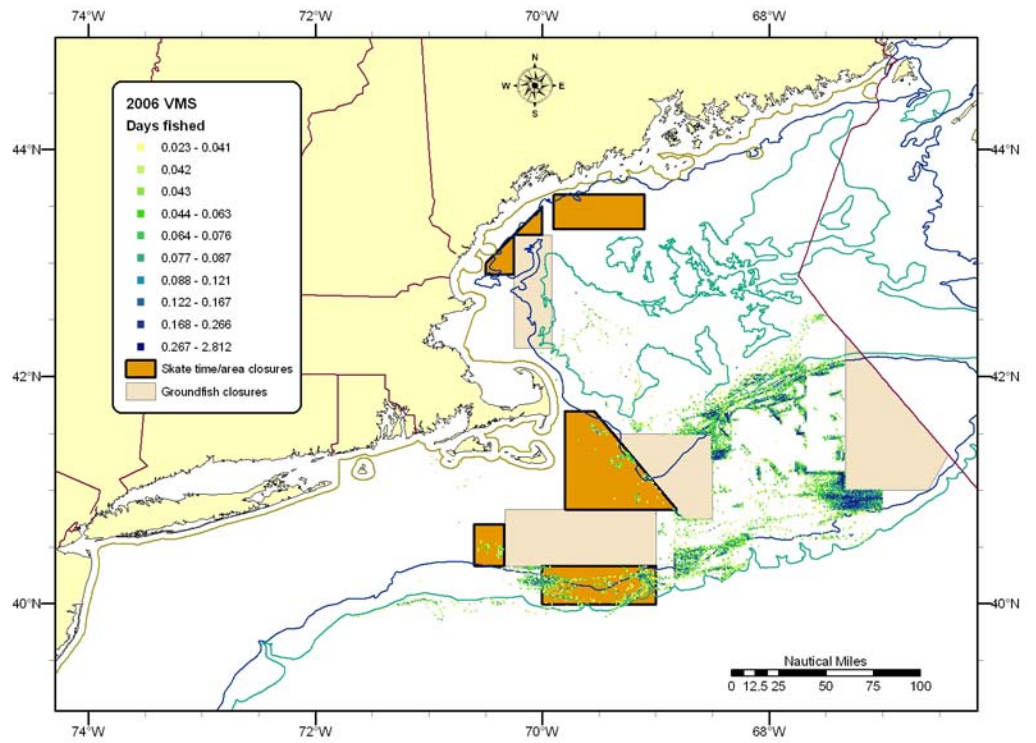 74°W 72°W 70°W 68°W
N
W E
S
2006 VMS
Days fished
0.023 - 0.041
0.042
0.043
0.044 - 0.063
0.064 - 0.076
0.077 - 0.087
0.088 - 0.121
0.122 - 0.167
0.168 - 0.266
0.267 - 2.812
Skate time/area closures
Groundfish closures
44°N 44°N
42°N 42°N
40°N 40°N
Nautical Miles
0 12.5 25 50 75 100
74°W 72°W 70°W 68°W